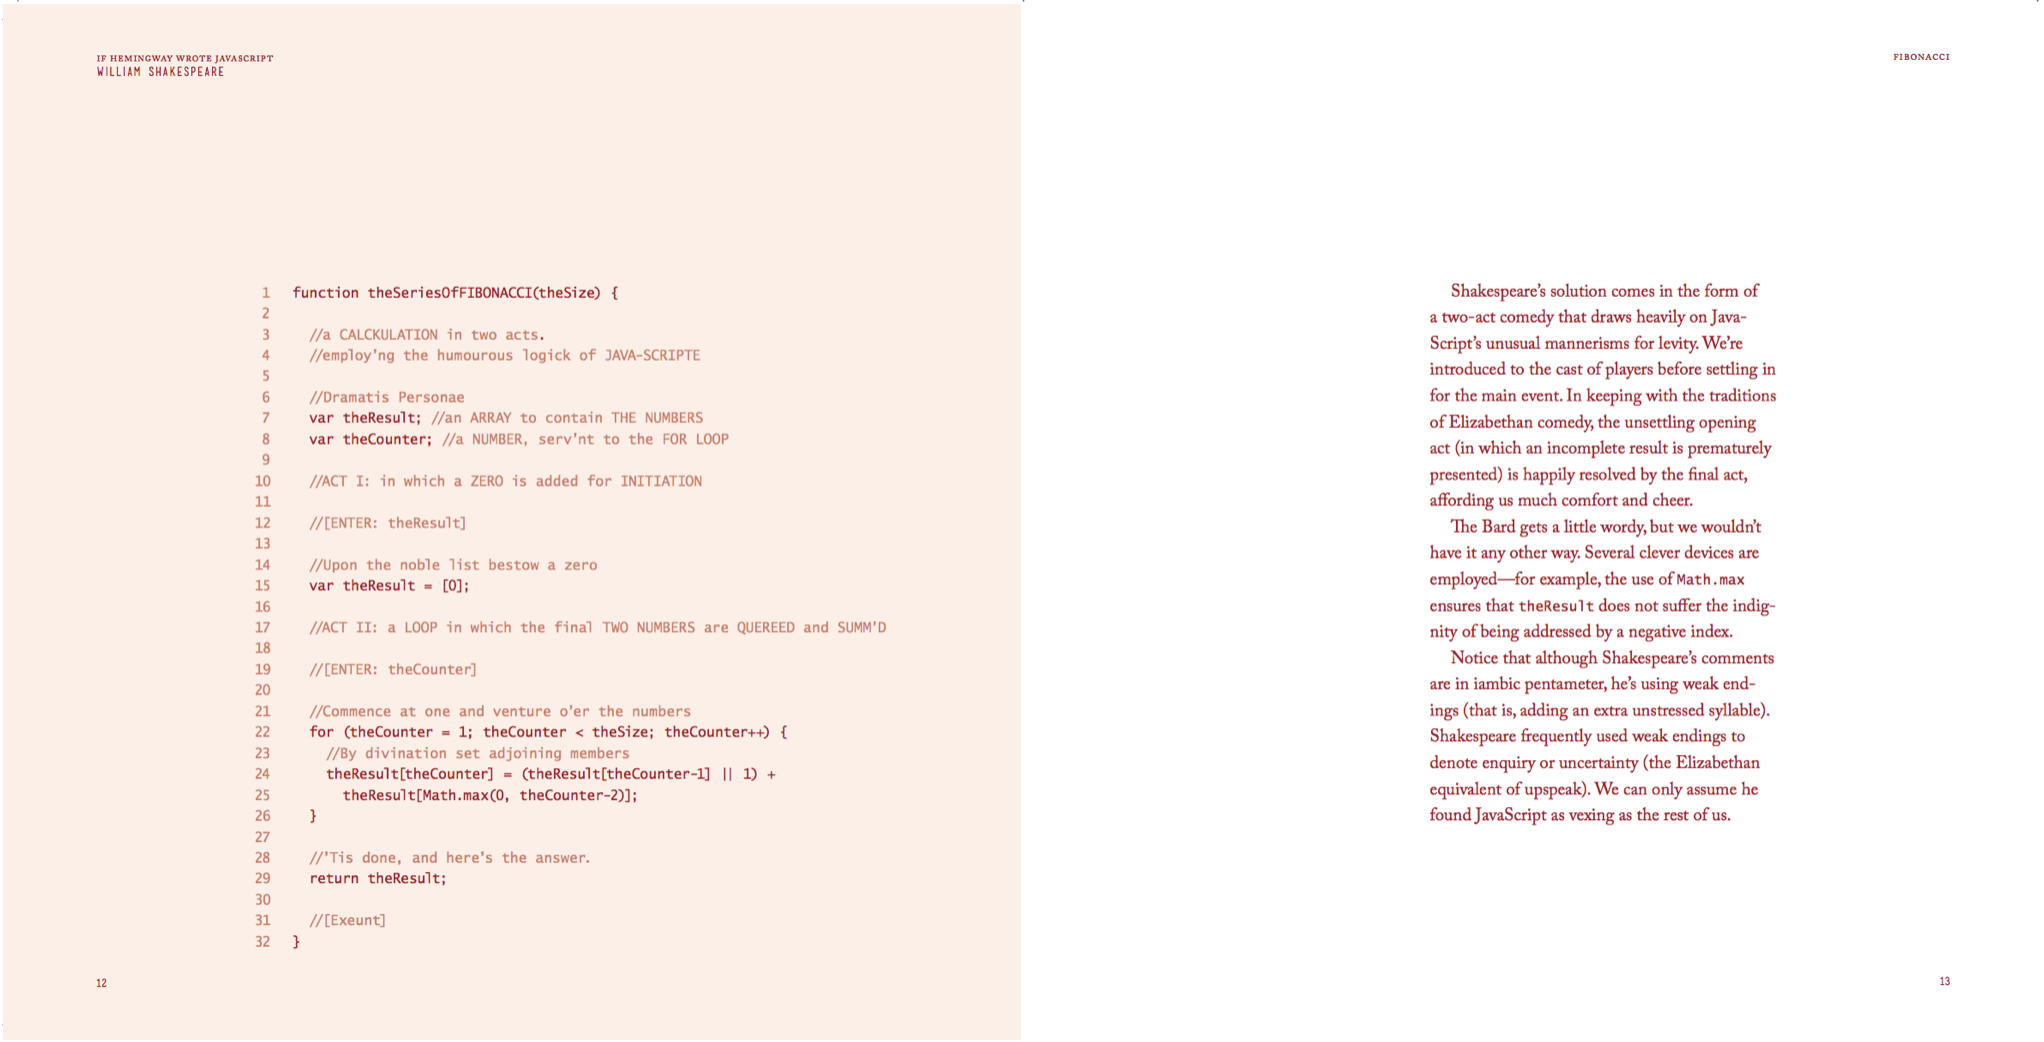 IF HEMINGWAY WROTE JAVASCRIPT
WILLIAM SHAKESPEARE
1 function theSeriesOfFIBONACCI(theSize) {
2
3 //a CALCKULATION in two acts.
4 //employ'ng the humourous logick of JAVA-SCRIPTE
5
6 //Dramatis Personae
7 var theResult; //an ARRAY to contain THE NUMBERS
8 var theCounter; //a NUMBER, serv'nt to the FOR LOOP
9
10 //ACT I: in which a ZERO is added for INITIATION
11
12 //[ENTER: theResult]
13
14 //Upon the noble list bestow a zero
15 var theResult = [0];
16
17 //ACT II: a LOOP in which the final TWO NUMBERS are QUEREED and SUMM'D
18
19 //[ENTER: theCounter]
20
21 //Commence at one and venture o'er the numbers
22 for (theCounter = 1; theCounter < theSize; theCounter++) {
23 //By divination set adjoining members
24 theResult[theCounter] = (theResult[theCounter-1] || 1) +
25 theResult[Math.max(0, theCounter-2)];
26 }
27
28 //'Tis done, and here's the answer.
29 return theResult;
30
31 //[Exeunt]
32 }
12
FIBONACCI
Shakespeare's solution comes in the form of
a two-act comedy that draws heavily on Java-
Script's unusual mannerisms for levity. We're
introduced to the cast of players before settling in
for the main event. In keeping with the traditions
of Elizabethan comedy, the unsettling opening
act (in which an incomplete result is prematurely
presented) is happily resolved by the final act,
affording us much comfort and cheer.
The Bard gets a little wordy, but we wouldn't
have it any other way. Several clever devices are
employed—for example, the use of Math.max
ensures that theResult does not suffer the indig-
nity of being addressed by a negative index.
Notice that although Shakespeare's comments
are in iambic pentameter, he's using weak end-
ings (that is, adding an extra unstressed syllable).
Shakespeare frequently used weak endings to
denote enquiry or uncertainty (the Elizabethan
equivalent of upspeak). We can only assume he
found JavaScript as vexing as the rest of us.
13